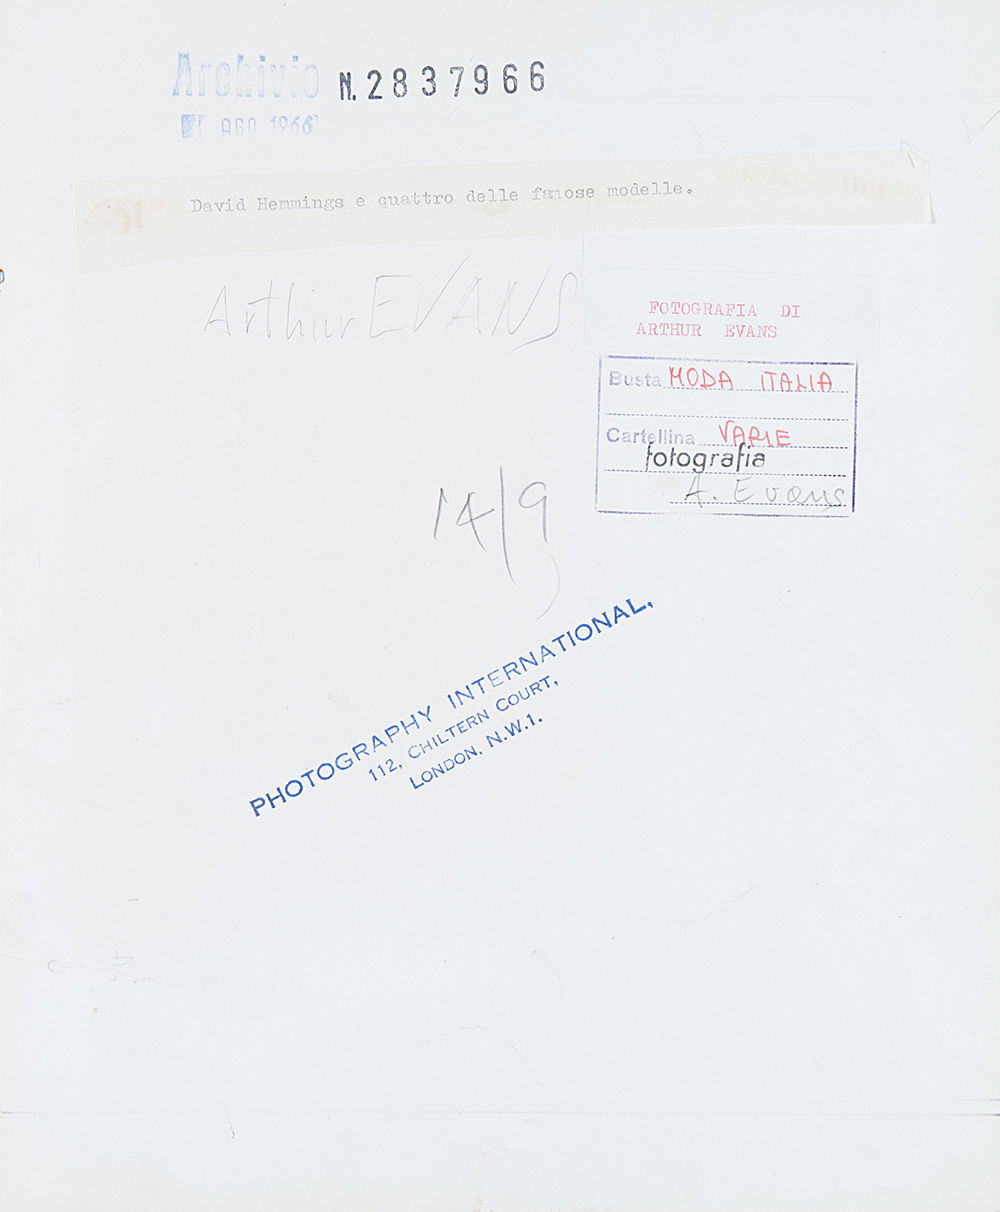 Archivio N. 2837966
AGO 1966
David Hemmings e quattro delle famose modelle.
Arthur EVANS
FOTOGRAFIA DI
ARTHUR EVANS
Busta MODA ITALIA
Cartellina VARIE
fotografia
A. Evans
14/9
PHOTOGRAPHY INTERNATIONAL,
112, CHILTERN COURT,
LONDON, N.W.1.